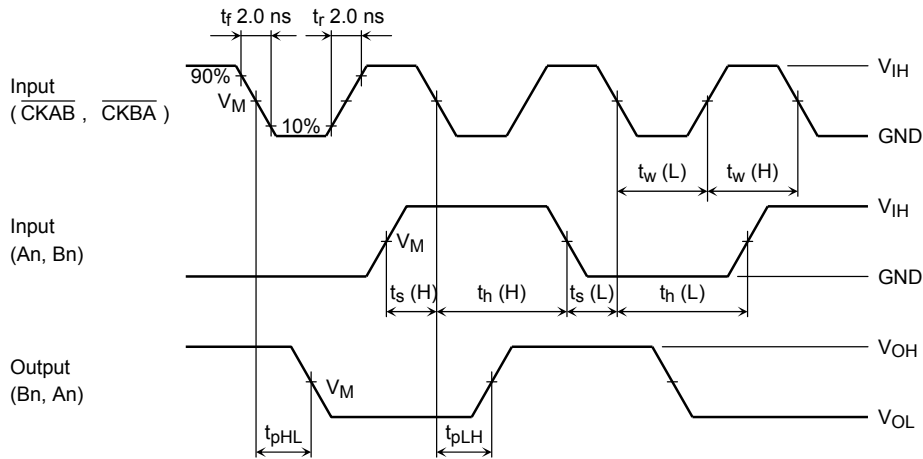 tf 2.0 ns tr 2.0 ns
Input
(CKAB , CKBA)
90%
VM
10%
VIH
GND
tw (L) tw (H)
Input
(An, Bn)
VM
VIH
GND
ts (H) th (H) ts (L) th (L)
Output
(Bn, An)
VM
VOH
VOL
tpHL tpLH